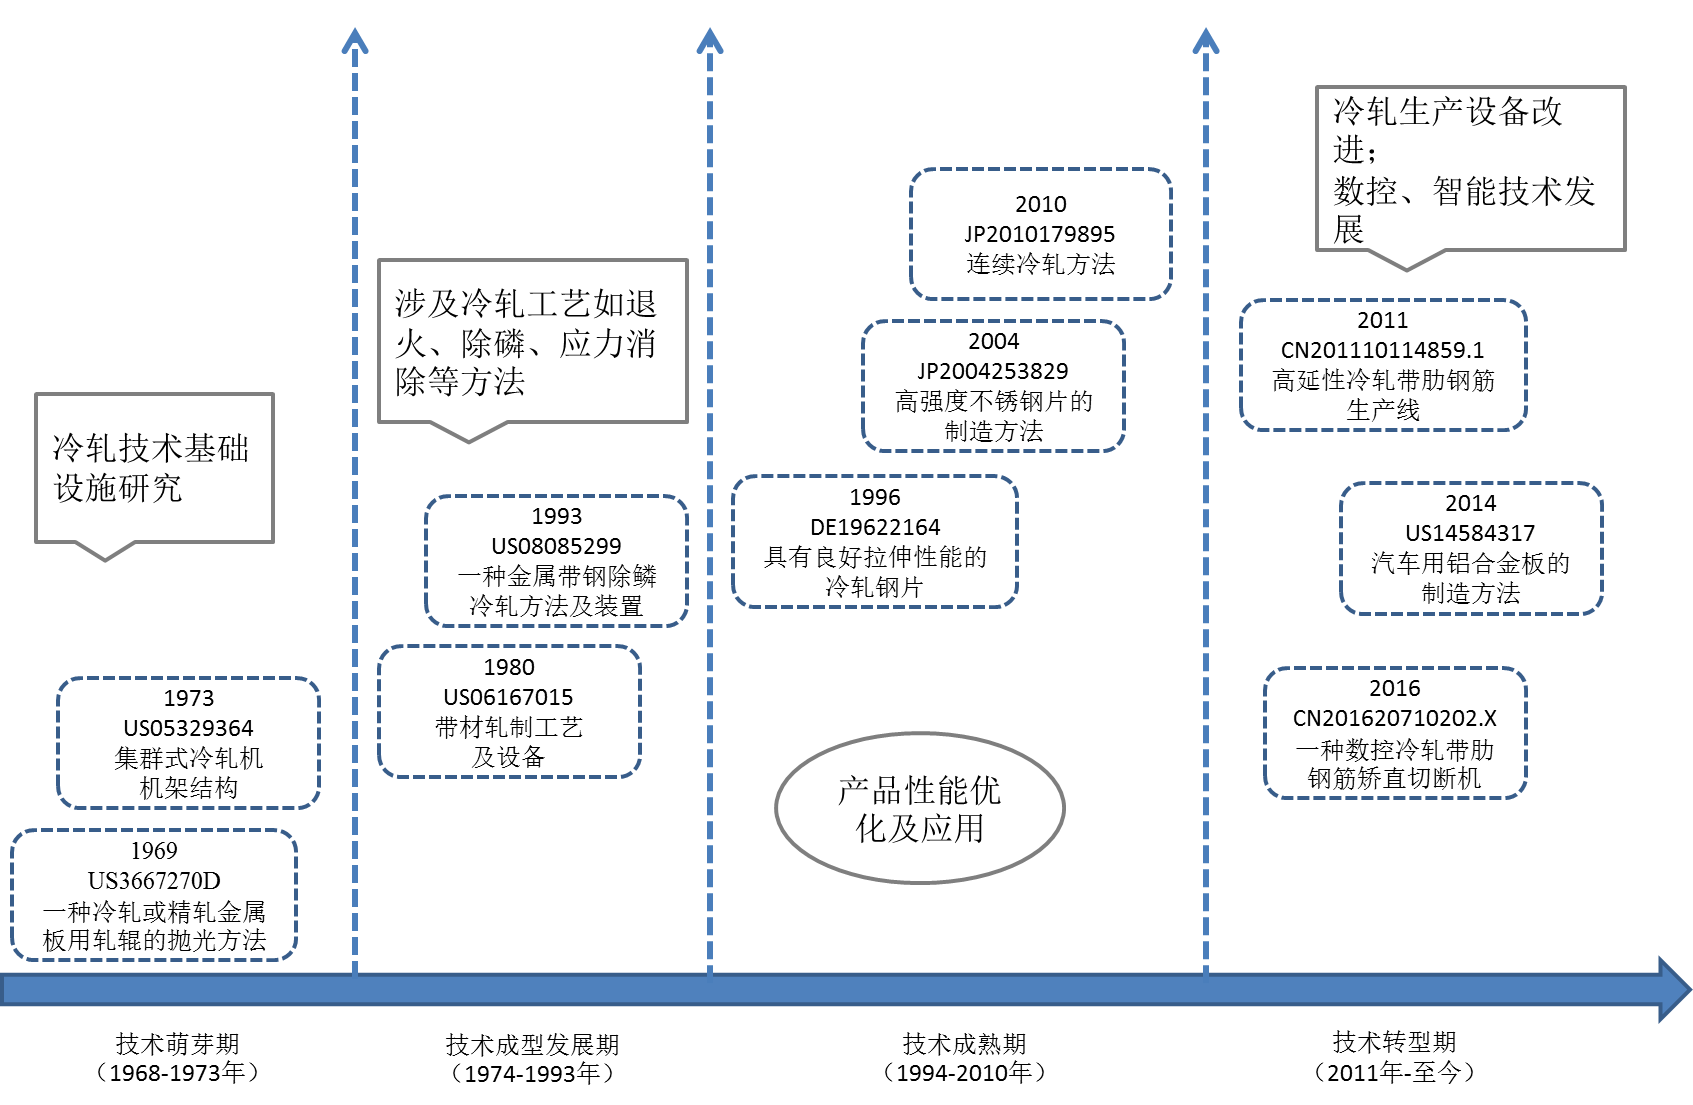 冷轧技术基础
设施研究
1973
US05329364
集群式冷轧机
机架结构
1969
US3667270D
一种冷轧或精轧金属
板用轧辊的抛光方法
涉及冷轧工艺如退
火、除磷、应力消
除等方法
1993
US08085299
一种金属带钢除鳞
冷轧方法及装置
1980
US06167015
带材轧制工艺
及设备
2010
JP2010179895
连续冷轧方法
2004
JP2004253829
高强度不锈钢片的
制造方法
1996
DE19622164
具有良好拉伸性能的
冷轧钢片
产品性能优
化及应用
冷轧生产设备改
进；
数控、智能技术发
展
2011
CN201110114859.1
高延性冷轧带肋钢筋
生产线
2014
US14584317
汽车用铝合金板的
制造方法
2016
CN201620710202.X
一种数控冷轧带肋
钢筋矫直切断机
技术萌芽期
（1968-1973年）
技术成型发展期
（1974-1993年）
技术成熟期
（1994-2010年）
技术转型期
（2011年-至今）